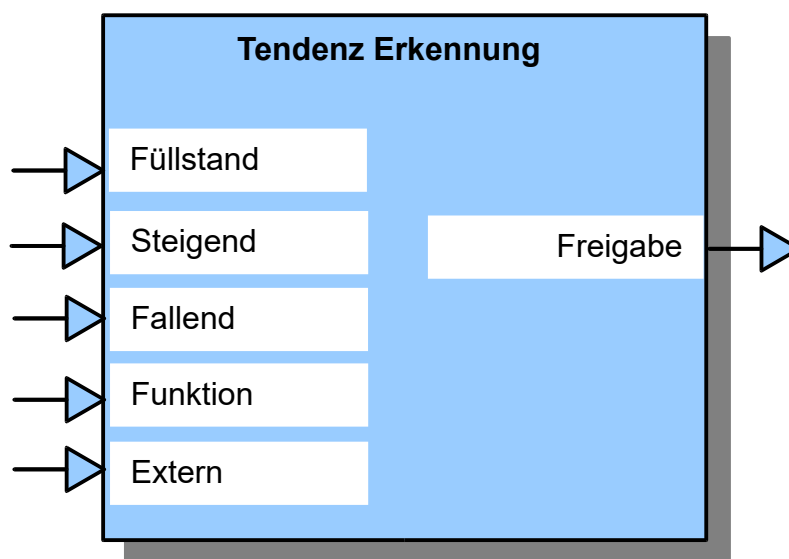 Tendenz Erkennung
Füllstand
Steigend
Freigabe
Fallend
Funktion
Extern